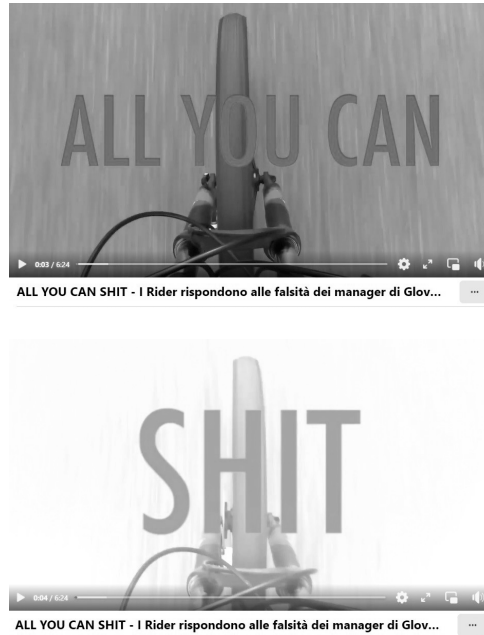 ALL YOU CAN
0:03 / 6:24
ALL YOU CAN SHIT - I Rider rispondono alle falsità dei manager di Glov...
SHIT
0:04 / 6:24
ALL YOU CAN SHIT - I Rider rispondono alle falsità dei manager di Glov...